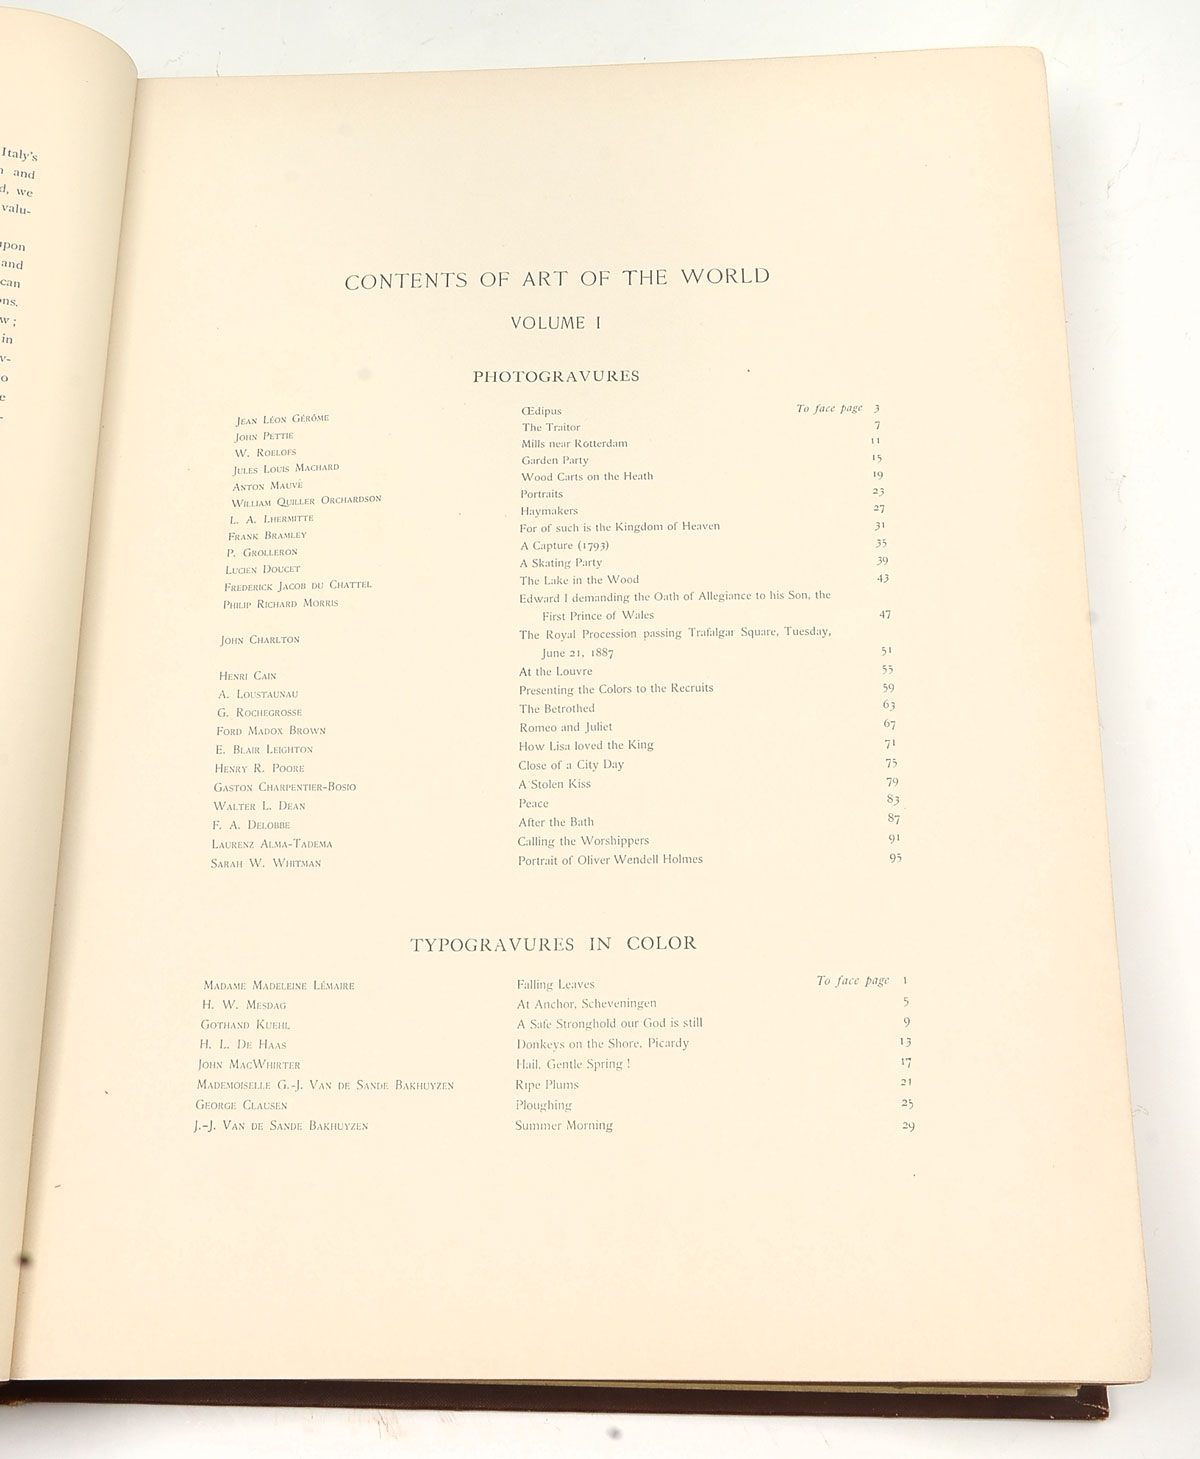 Italy's
and
we
valu-
upon
and
can
in
CONTENTS OF ART OF THE WORLD
VOLUME I
PHOTOGRAVURES
JEAN LÉON GÉRÔME Œdipus To face page 3
JOHN PETTIE The Traitor 7
W. ROELOFS Mills near Rotterdam 11
JULES LOUIS MACHARD Garden Party 15
ANTON MAUVE Wood Carts on the Heath 19
WILLIAM QUILLER ORCHARDSON Portraits 23
L. A. LHERMITTE Haymakers 27
FRANK BRAMLEY For of such is the Kingdom of Heaven 31
P. GROLLERON A Capture (1793) 35
LUCIEN DOUCET A Skating Party 39
FREDERICK JACOB DU CHATTEL The Lake in the Wood 43
PHILIP RICHARD MORRIS Edward I demanding the Oath of Allegiance to his Son, the
First Prince of Wales 47
JOHN CHARLTON The Royal Procession passing Trafalgar Square, Tuesday,
June 21, 1887 51
HENRI CAIN At the Louvre 55
A. LOUSTAUNAU Presenting the Colors to the Recruits 59
G. ROCHEGROSSE The Betrothed 63
FORD MADOX BROWN Romeo and Juliet 67
E. BLAIR LEIGHTON How Lisa loved the King 71
HENRY R. POORE Close of a City Day 75
GASTON CHARPENTIER-BOSIO A Stolen Kiss 79
WALTER L. DEAN Peace 83
F. A. DELOBBE After the Bath 87
LAURENZ ALMA-TADEMA Calling the Worshippers 91
SARAH W. WHITMAN Portrait of Oliver Wendell Holmes 95
TYPOGRAVURES IN COLOR
MADAME MADELEINE LÉMAIRE Falling Leaves To face page 1
H. W. MESDAG At Anchor, Scheveningen 5
GOTHAND KUEHL A Safe Stronghold our God is still 9
H. L. DE HAAS Donkeys on the Shore, Picardy 13
JOHN MACWHIRTER Hail, Gentle Spring! 17
MADEMOISELLE G.-J. VAN DE SANDE BAKHUYZEN Ripe Plums 21
GEORGE CLAUSEN Ploughing 25
J.-J. VAN DE SANDE BAKHUYZEN Summer Morning 29